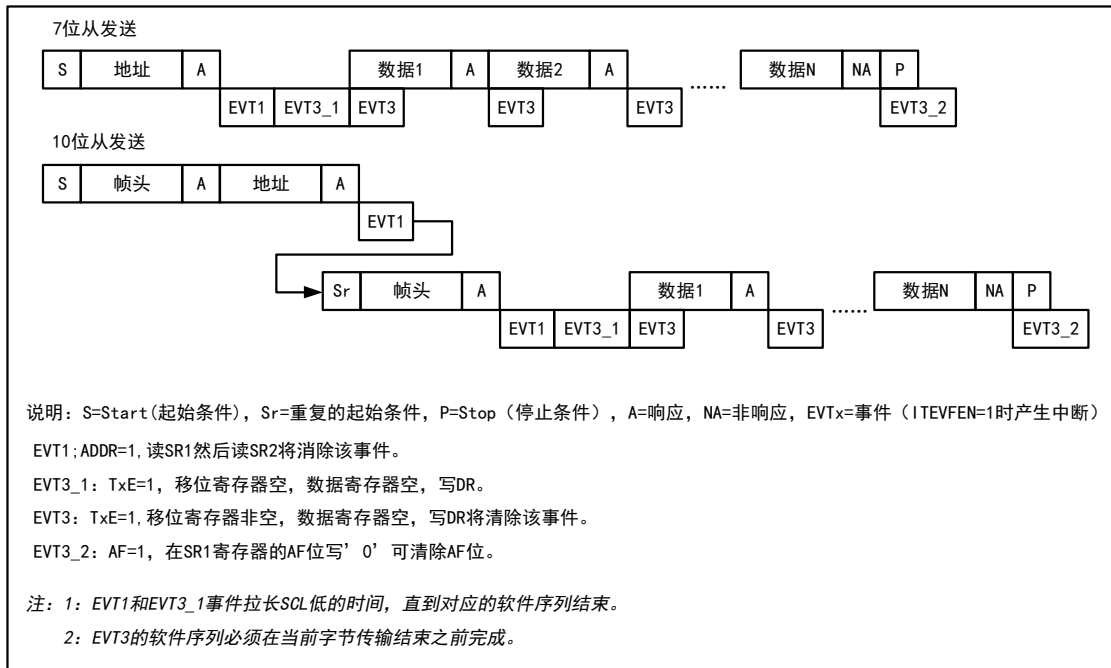 7位从发送
S 地址 A 数据1 A 数据2 A …… 数据N NA P
EVT1 EVT3_1 EVT3 EVT3 EVT3 EVT3_2
10位从发送
S 帧头 A 地址 A
EVT1
Sr 帧头 A 数据1 A …… 数据N NA P
EVT1 EVT3_1 EVT3 EVT3 EVT3_2
说明：S=Start(起始条件)，Sr=重复的起始条件，P=Stop（停止条件），A=响应，NA=非响应，EVTx=事件（ITEVFEN=1时产生中断）
EVT1;ADDR=1,读SR1然后读SR2将消除该事件。
EVT3_1：TxE=1，移位寄存器空，数据寄存器空，写DR。
EVT3：TxE=1,移位寄存器非空，数据寄存器空，写DR将清除该事件。
EVT3_2：AF=1，在SR1寄存器的AF位写’0’可清除AF位。
注：1：EVT1和EVT3_1事件拉长SCL低的时间，直到对应的软件序列结束。
2：EVT3的软件序列必须在当前字节传输结束之前完成。